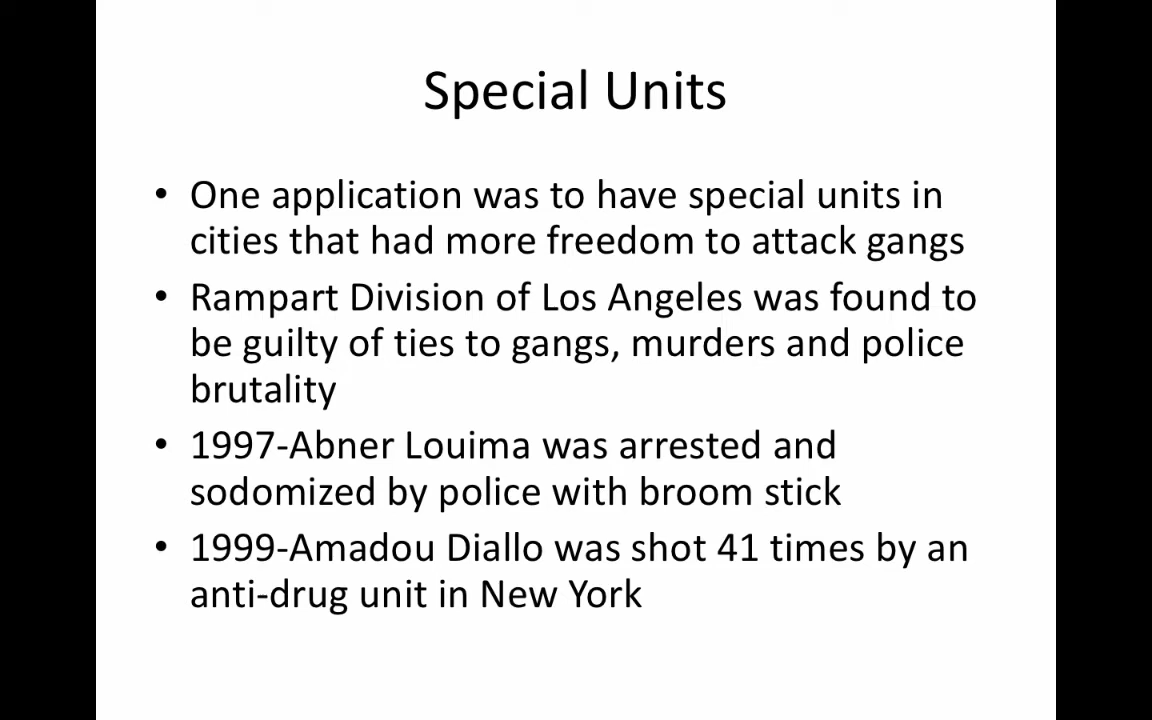 Special Units
• One application was to have special units in
cities that had more freedom to attack gangs
• Rampart Division of Los Angeles was found to
be guilty of ties to gangs, murders and police
brutality
• 1997-Abner Louima was arrested and
sodomized by police with broom stick
• 1999-Amadou Diallo was shot 41 times by an
anti-drug unit in New York